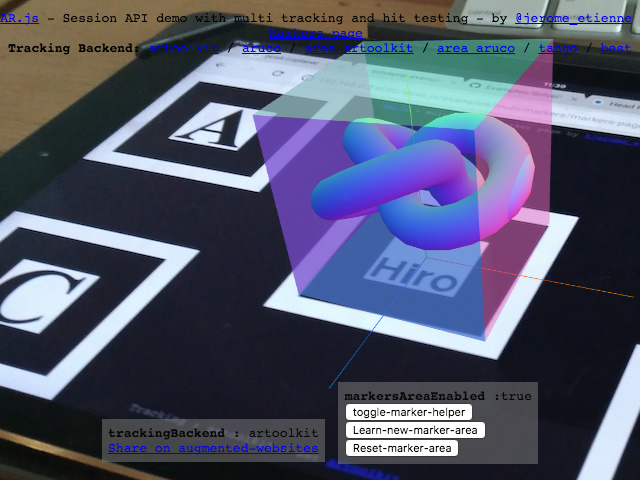 AR.js - Session API demo with multi tracking and hit testing - by @jerome_etienne
Markers page
Tracking Backend: artoolkit / aruco / area artoolkit / area aruco / tango / best
11:39
A
Hiro
C
markersAreaEnabled :true
toggle-marker-helper
trackingBackend : artoolkit
Learn-new-marker-area
Share on augmented-websites
Reset-marker-area